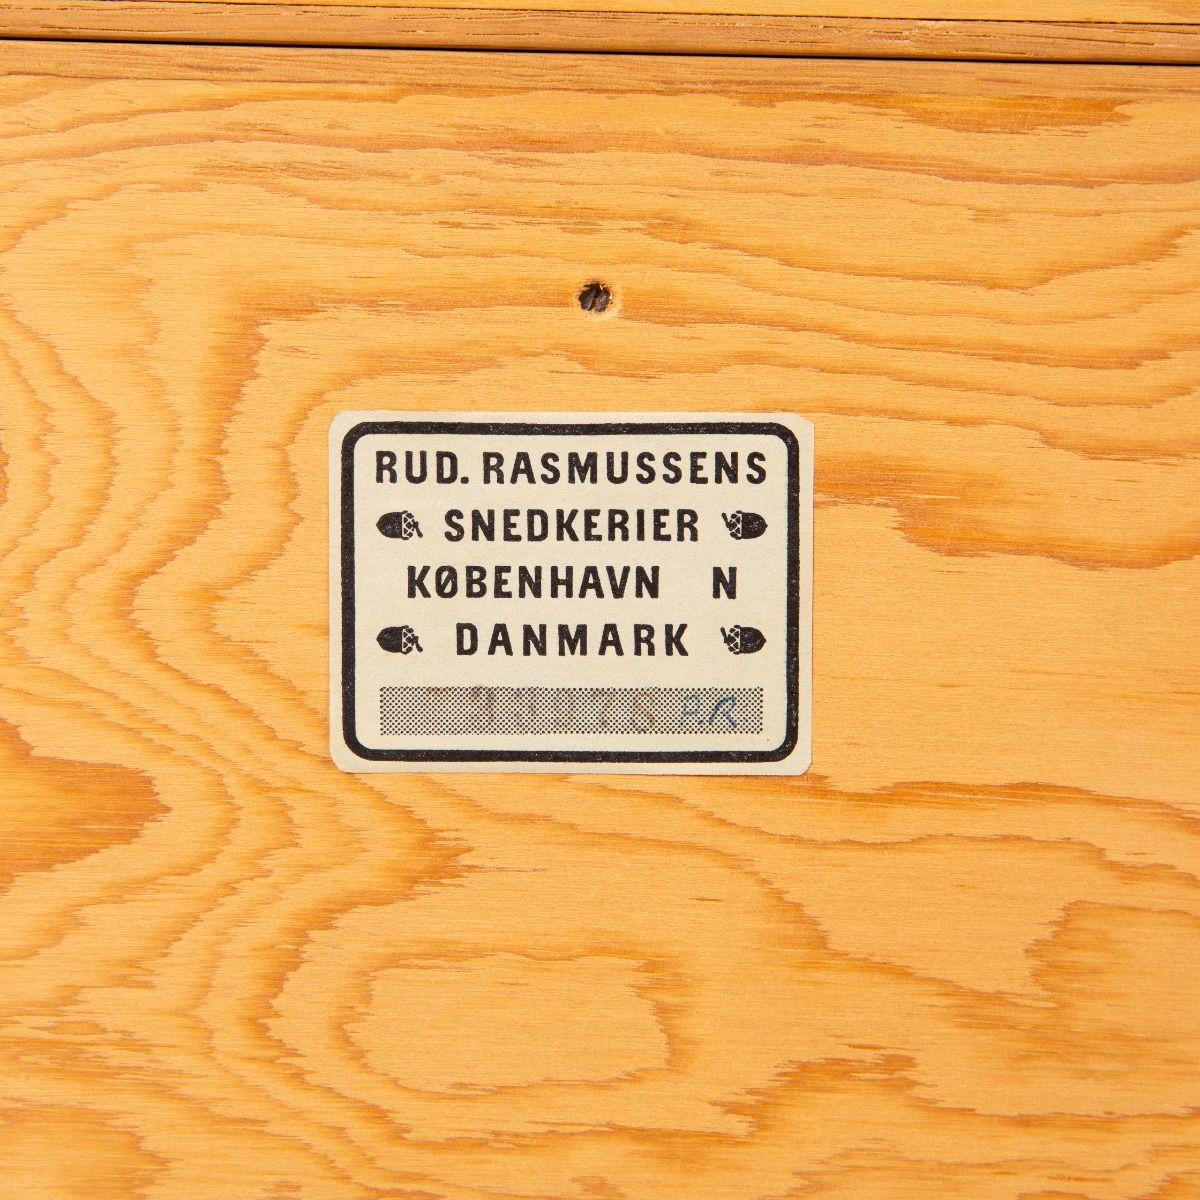 RUD. RASMUSSENS
SNEDKERIER
KØBENHAVN N
DANMARK
P.R